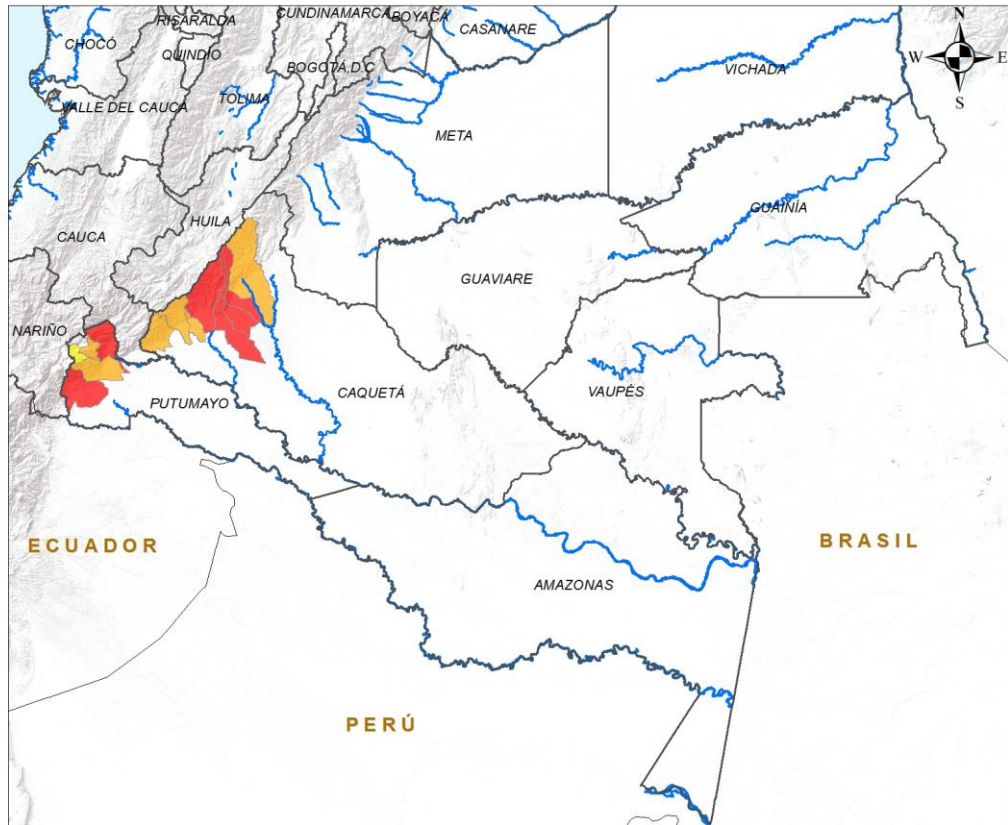 CUNDINAMARCA
BOYACÁ
RISARALDA
CASANARE
N
CHOCÓ
QUINDÍO
BOGOTÁ D.C
W
E
VICHADA
S
VALLE DEL CAUCA
TOLIMA
META
GUAINÍA
HUILA
CAUCA
GUAVIARE
NARIÑO
CAQUETÁ
VAUPÉS
PUTUMAYO
ECUADOR
BRASIL
AMAZONAS
PERÚ